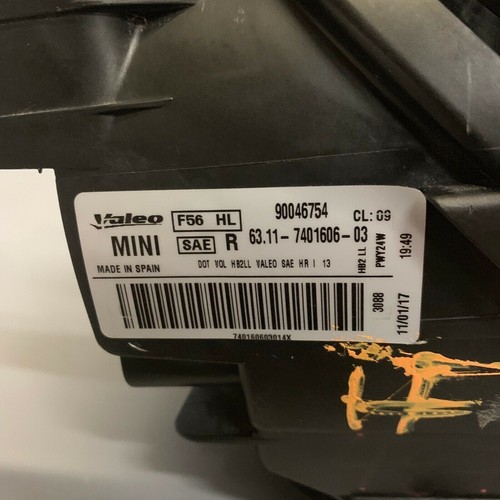 Valeo F56 HL 90046754 CL: 09
MINI SAE R 63.11-7401606-03
MADE IN SPAIN DOT VOL HB2LL VALEO SAE HR I 13
740160603014X
HB2 LL
PWY24W
19:49
3088
11/01/17